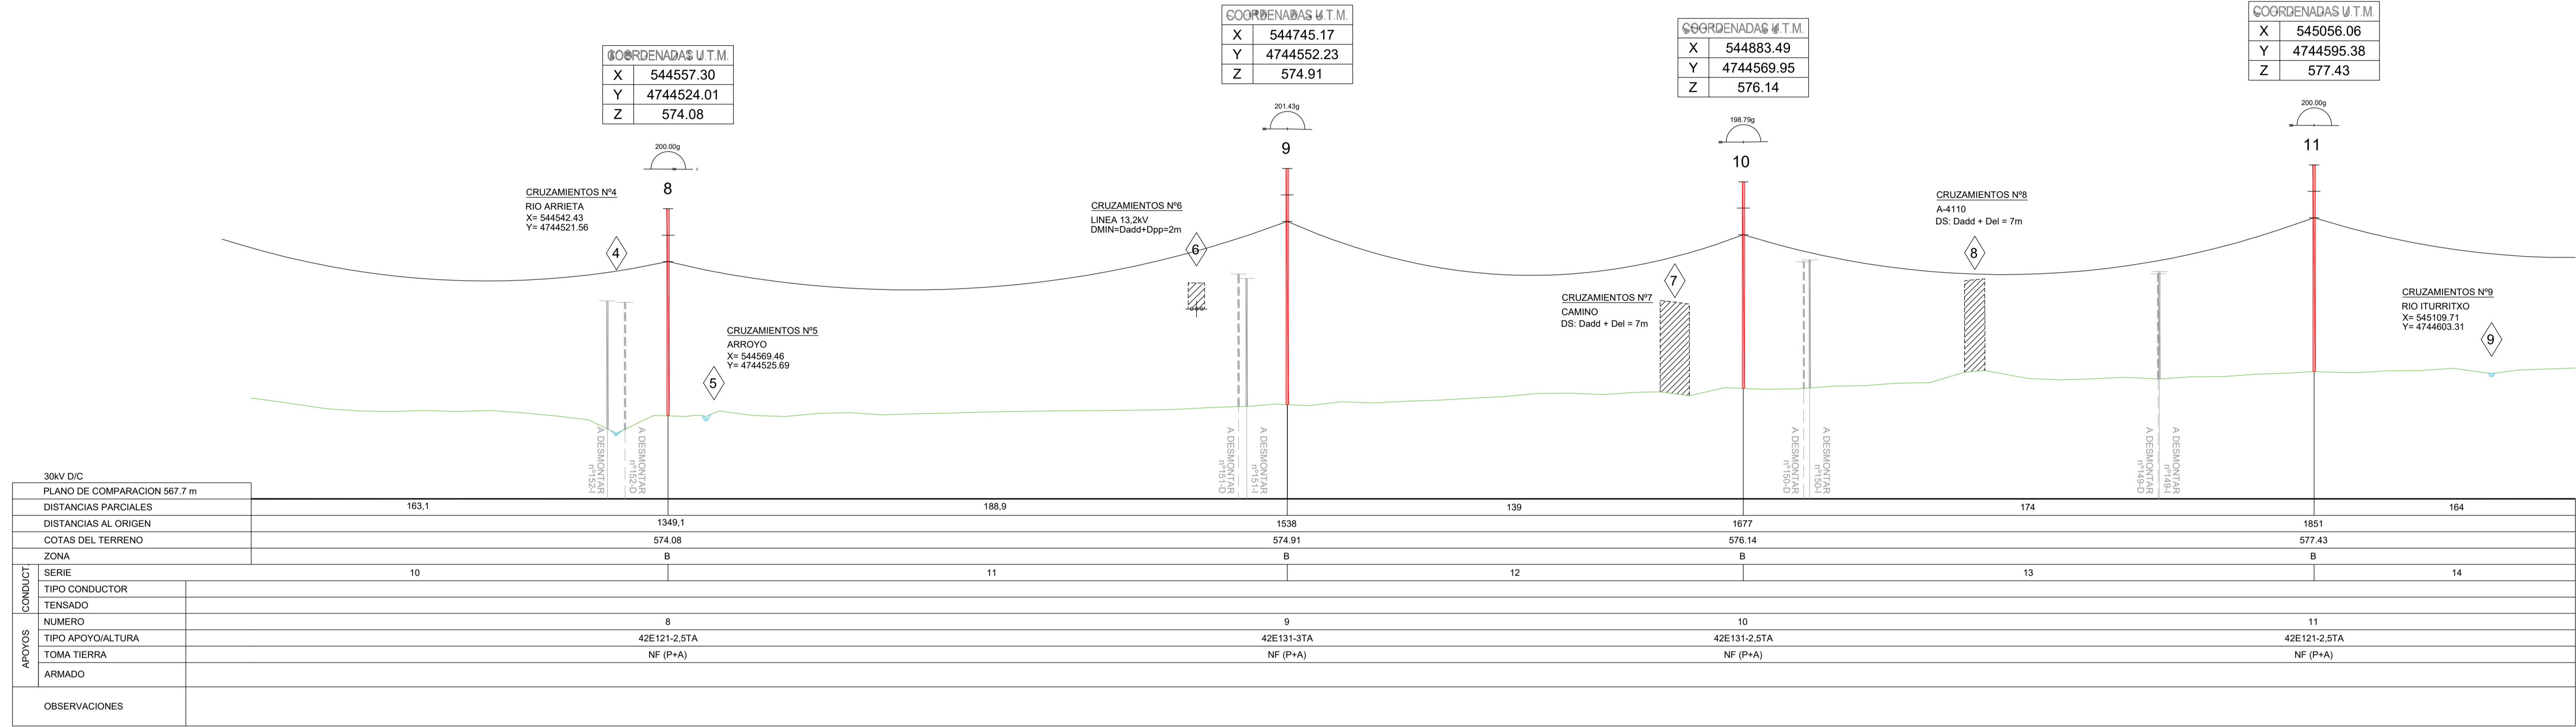 COORDENADAS U.T.M.
X 544557.30
Y 4744524.01
Z 574.08
COORDENADAS U.T.M.
X 544745.17
Y 4744552.23
Z 574.91
COORDENADAS U.T.M.
X 544883.49
Y 4744569.95
Z 576.14
COORDENADAS U.T.M.
X 545056.06
Y 4744595.38
Z 577.43
200.00g
8
201.43g
9
198.79g
10
200.00g
11
CRUZAMIENTOS Nº4
RIO ARRIETA
X= 544542.43
Y= 4744521.56
4
CRUZAMIENTOS Nº5
ARROYO
X= 544569.46
Y= 4744525.69
5
CRUZAMIENTOS Nº6
LINEA 13,2kV
DMIN=Dadd+Dpp=2m
6
CRUZAMIENTOS Nº7
CAMINO
DS: Dadd + Del = 7m
7
CRUZAMIENTOS Nº8
A-4110
DS: Dadd + Del = 7m
8
CRUZAMIENTOS Nº9
RIO ITURRITXO
X= 545109.71
Y= 4744603.31
9
A DESMONTAR
nº152-I
A DESMONTAR
nº152-D
A DESMONTAR
nº151-D
A DESMONTAR
nº151-I
A DESMONTAR
nº150-D
A DESMONTAR
nº150-I
A DESMONTAR
nº149-D
A DESMONTAR
nº149-I
30kV D/C
PLANO DE COMPARACION 567.7 m
DISTANCIAS PARCIALES 163,1 188,9 139 174 164
DISTANCIAS AL ORIGEN 1349,1 1538 1677 1851
COTAS DEL TERRENO 574.08 574.91 576.14 577.43
ZONA B B B B
CONDUCT.
SERIE 10 11 12 13 14
TIPO CONDUCTOR
TENSADO
APOYOS
NUMERO 8 9 10 11
TIPO APOYO/ALTURA 42E121-2,5TA 42E131-3TA 42E131-2,5TA 42E121-2,5TA
TOMA TIERRA NF (P+A) NF (P+A) NF (P+A) NF (P+A)
ARMADO
OBSERVACIONES